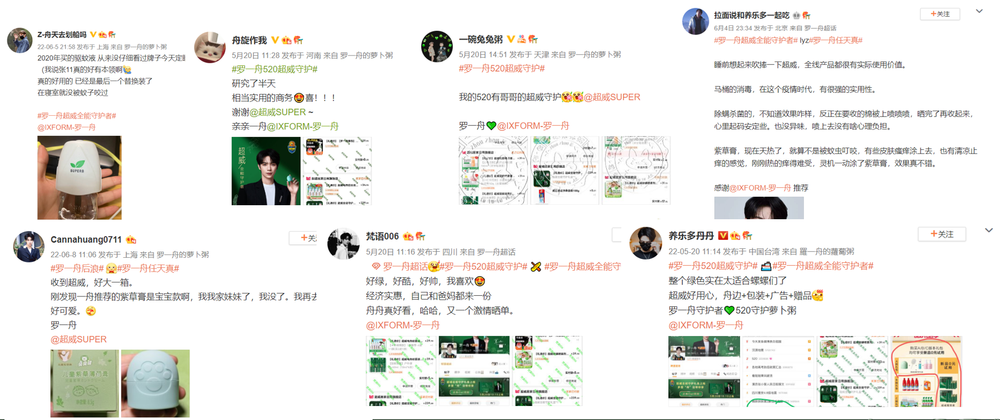 Z-舟天去划船吗
22-06-5 21:58 发布于 上海 来自 罗一舟的萝卜粥
2020年买的驱蚊液 从来没仔细看过牌子今天定睛
（我说张11真的好有本领啊
真的好用的 已经是最后一个替换装了
在寝室就没被蚊子咬过
#罗一舟超威全能守护者#
@IXFORM-罗一舟
SUPERB
舟旋作我
5月20日 11:28 发布于 河南 来自 罗一舟的萝卜粥
#罗一舟520超威守护#
研究了半天
相当实用的商务喜！！！
谢谢@超威SUPER ~
亲亲一舟@IXFORM-罗一舟
超威
全能守护者
一碗兔兔粥
5月20日 14:51 发布于 天津 来自 罗一舟的萝卜粥
#罗一舟520超威守护#
我的520有哥哥的超威守护@超威SUPER
罗一舟@IXFORM-罗一舟
拉面说和养乐多一起吃
+关注
6月4日 23:34 发布于 北京 来自 罗一舟超话
#罗一舟超威全能守护者# lyz#罗一舟任天真#
睡前想起来吹捧一下超威，全线产品都很有实际使用价值。
马桶的消毒，在这个疫情时代，有很强的实用性。
除螨杀菌的，不知道效果咋样，反正在要收的棉被上喷喷喷，晒完了再收起来，
心里起码安定些。也没异味，喷上去没有啥心理负担。
紫草膏，现在天热了，就算不是被蚊虫叮咬，有些皮肤瘙痒涂上去，也有清凉止
痒的感觉，刚刚热的痒得难受，灵机一动涂了紫草膏，效果真不错。
感谢@IXFORM-罗一舟 推荐
Cannahuang0711
+关
22-06-8 11:06 发布于 上海 来自 罗一舟的萝卜粥
#罗一舟后浪# #罗一舟任天真#
收到超威，好大一箱。
刚发现一舟推荐的紫草膏是宝宝款啊，我我家妹妹了，我没了。我再去
好可爱。
罗一舟
@超威SUPER
儿童紫草薄荷膏
梵语006
5月20日 11:16 发布于 四川 来自 罗一舟超话
罗一舟超话#罗一舟520超威守护# #罗一舟超威全能守
好绿，好酷，好帅，我喜欢
经济实惠，自己和爸妈都来一份
舟舟真好看，哈哈，又一个激情晒单。
@IXFORM-罗一舟
养乐多丹丹
+关注
22-05-20 11:14 发布于 中国台湾 来自 羅一舟的蘿蔔粥
#罗一舟520超威守护# #罗一舟超威全能守护者#
整个绿色实在太适合螺螺们了
超威好用心，舟边+包装+广告+赠品
罗一舟守护者520守护萝卜粥
@IXFORM-罗一舟